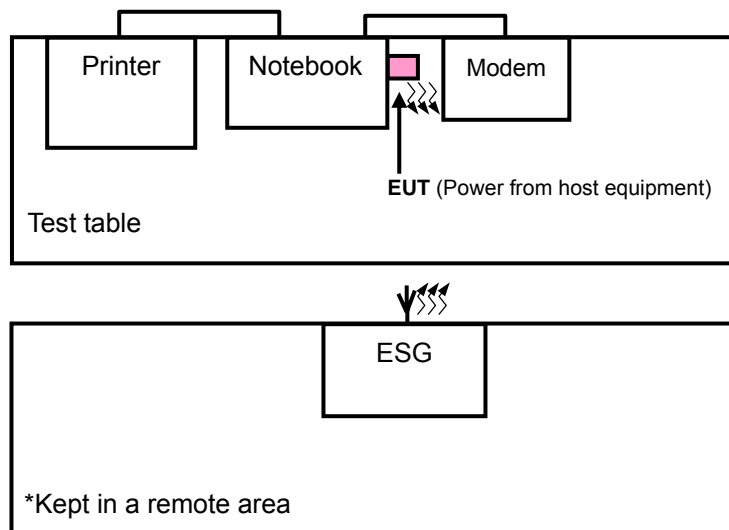 Printer
Notebook
Modem
EUT (Power from host equipment)
Test table
ESG
*Kept in a remote area